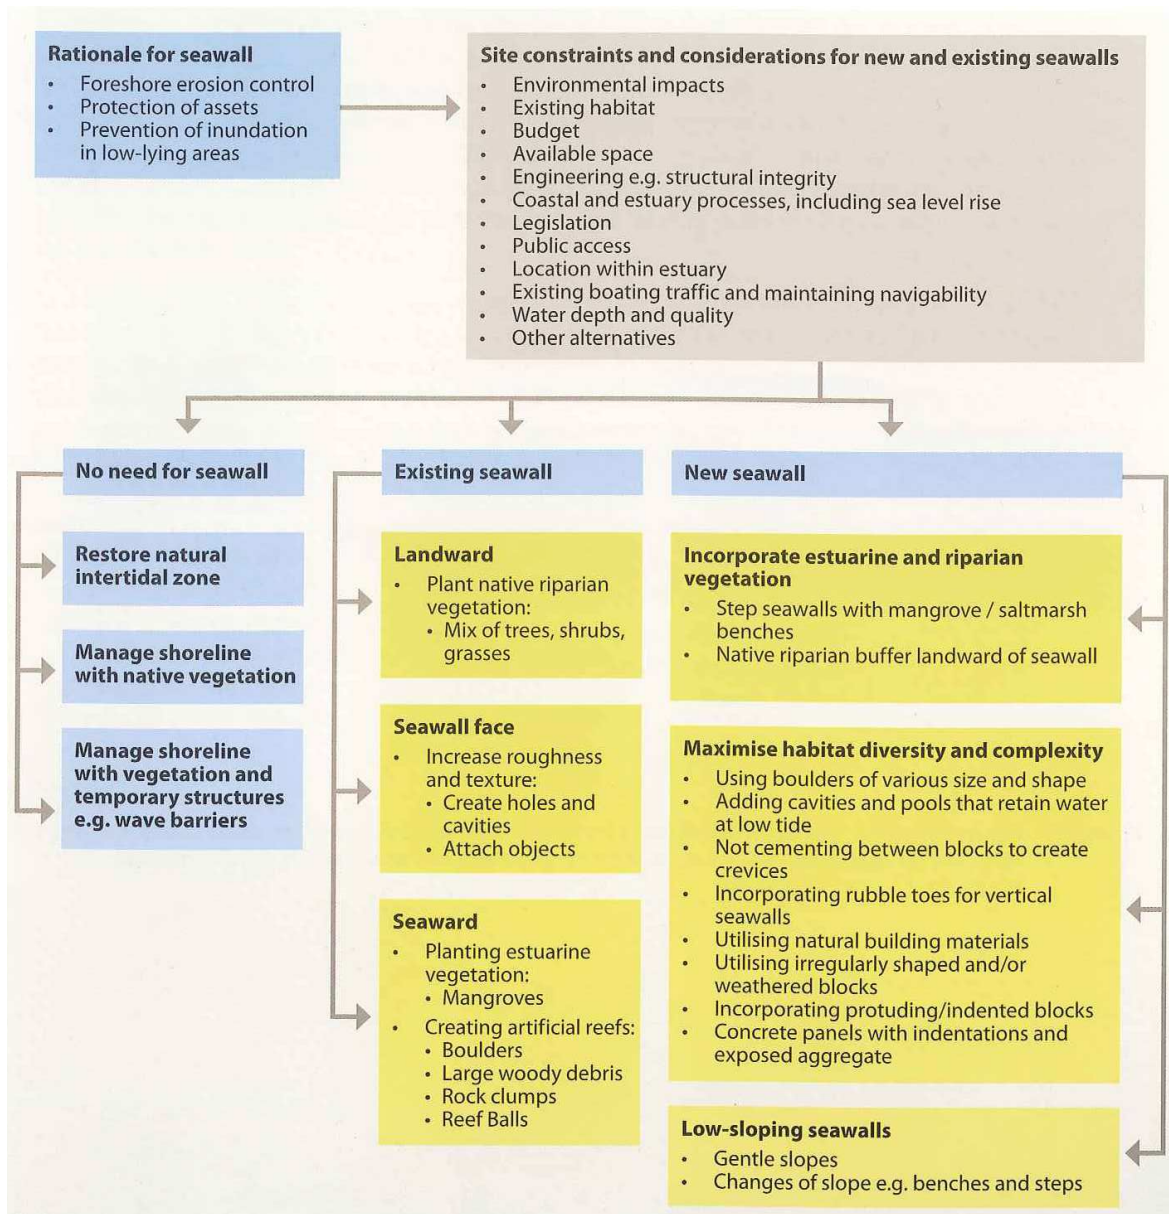 Rationale for seawall
• Foreshore erosion control
• Protection of assets
• Prevention of inundation
in low-lying areas
Site constraints and considerations for new and existing seawalls
• Environmental impacts
• Existing habitat
• Budget
• Available space
• Engineering e.g. structural integrity
• Coastal and estuary processes, including sea level rise
• Legislation
• Public access
• Location within estuary
• Existing boating traffic and maintaining navigability
• Water depth and quality
• Other alternatives
No need for seawall
Restore natural
intertidal zone
Manage shoreline
with native vegetation
Manage shoreline
with vegetation and
temporary structures
e.g. wave barriers
Existing seawall
Landward
• Plant native riparian
vegetation:
• Mix of trees, shrubs,
grasses
Seawall face
• Increase roughness
and texture:
• Create holes and
cavities
• Attach objects
Seaward
• Planting estuarine
vegetation:
• Mangroves
• Creating artificial reefs:
• Boulders
• Large woody debris
• Rock clumps
• Reef Balls
New seawall
Incorporate estuarine and riparian
vegetation
• Step seawalls with mangrove / saltmarsh
benches
• Native riparian buffer landward of seawall
Maximise habitat diversity and complexity
• Using boulders of various size and shape
• Adding cavities and pools that retain water
at low tide
• Not cementing between blocks to create
crevices
• Incorporating rubble toes for vertical
seawalls
• Utilising natural building materials
• Utilising irregularly shaped and/or
weathered blocks
• Incorporating protuding/indented blocks
• Concrete panels with indentations and
exposed aggregate
Low-sloping seawalls
• Gentle slopes
• Changes of slope e.g. benches and steps